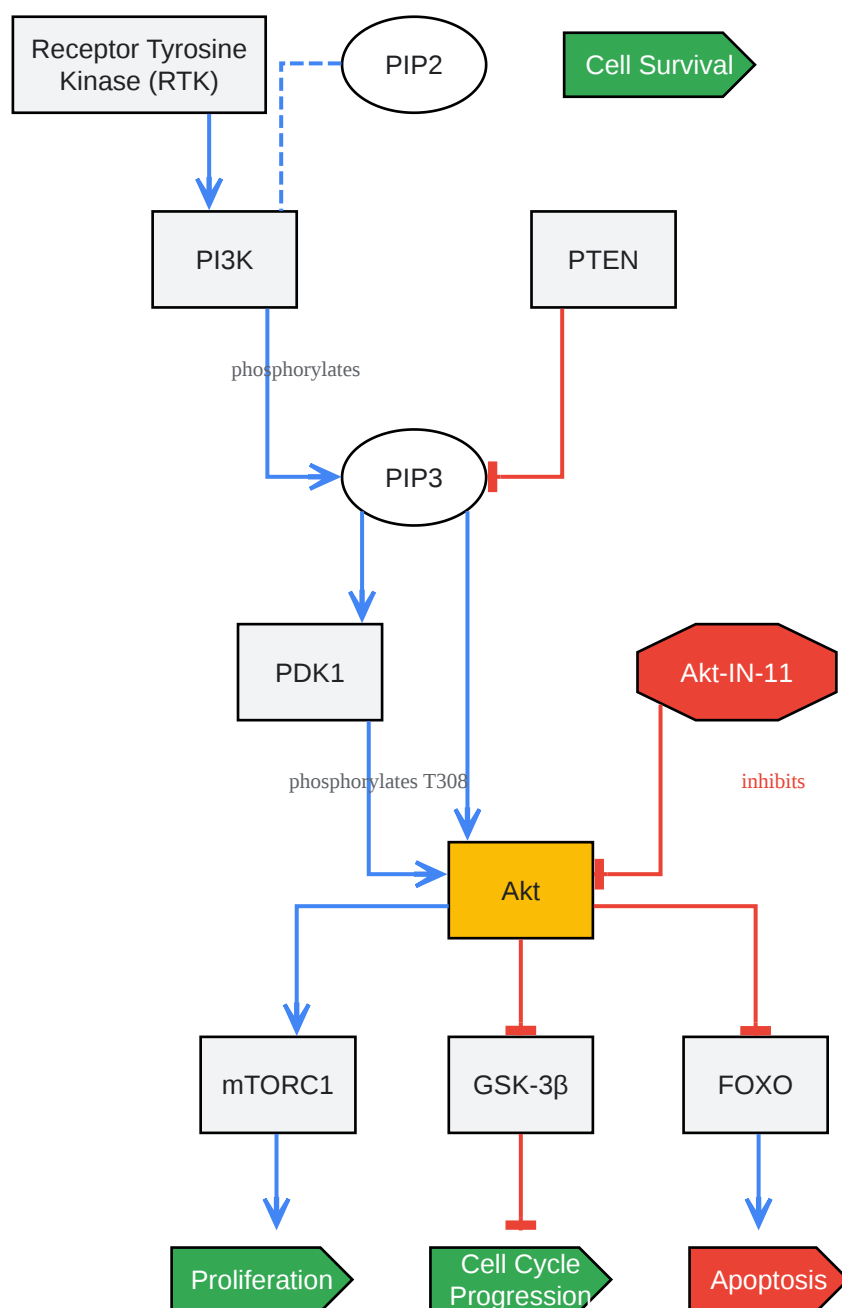 Receptor Tyrosine
Kinase (RTK)
PIP2
Cell Survival
PI3K
PTEN
phosphorylates
PIP3
PDK1
Akt-IN-11
phosphorylates T308
inhibits
Akt
mTORC1
GSK-3β
FOXO
Proliferation
Cell Cycle
Progression
Apoptosis